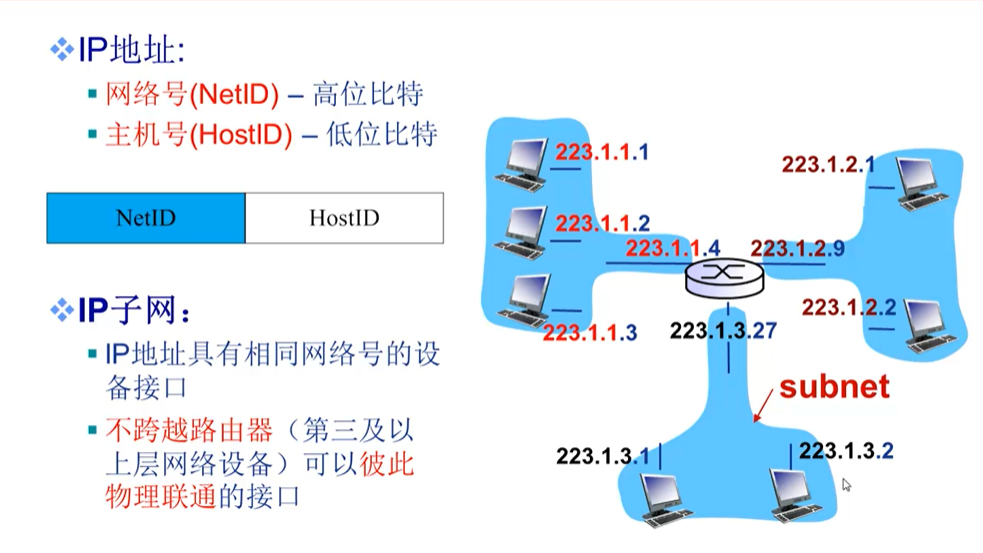 IP地址:
网络号(NetID) – 高位比特
主机号(HostID) – 低位比特
NetID
HostID
IP子网：
IP地址具有相同网络号的设
备接口
不跨越路由器（第三及以
上层网络设备）可以彼此
物理联通的接口
223.1.1.1
223.1.1.2
223.1.1.4
223.1.1.3
223.1.2.1
223.1.2.9
223.1.2.2
223.1.3.27
subnet
223.1.3.1
223.1.3.2